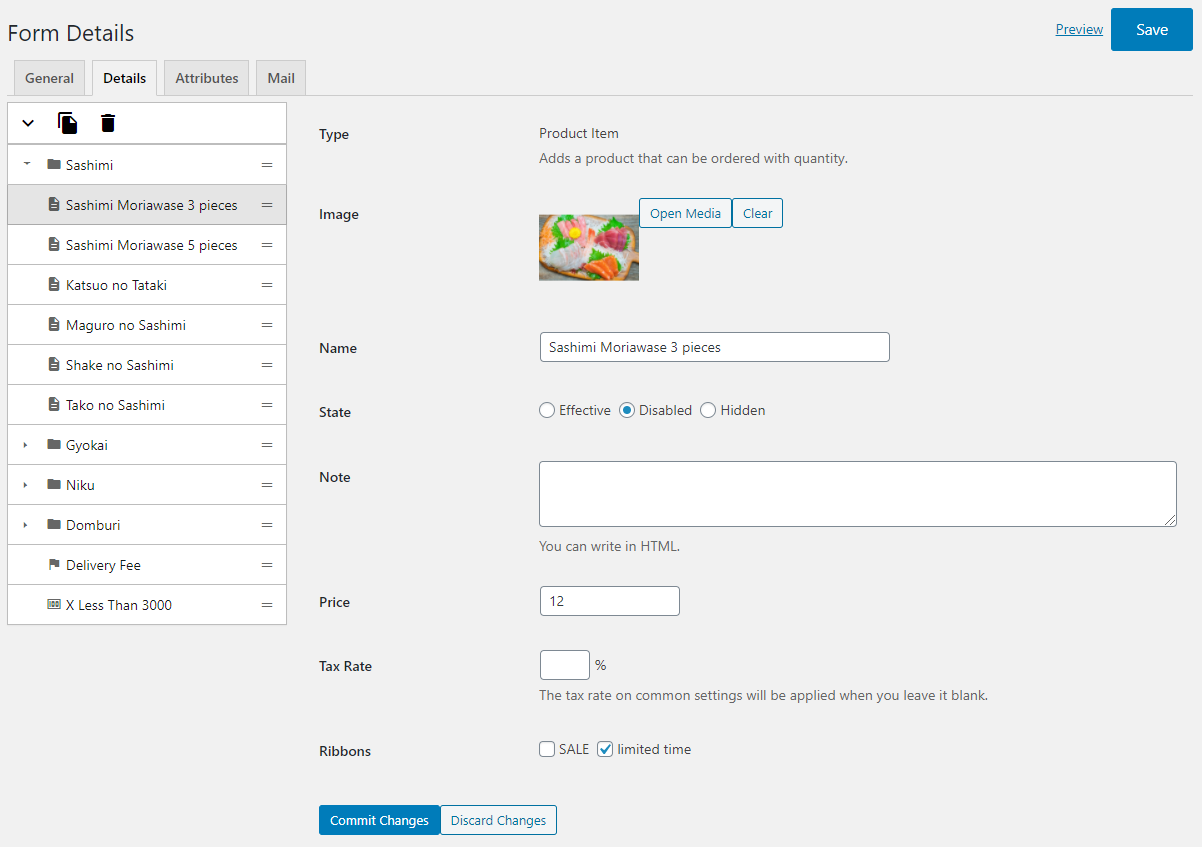 Form Details
Preview
Save
General
Details
Attributes
Mail
Sashimi
Sashimi Moriawase 3 pieces
Sashimi Moriawase 5 pieces
Katsuo no Tataki
Maguro no Sashimi
Shake no Sashimi
Tako no Sashimi
Gyokai
Niku
Domburi
Delivery Fee
X Less Than 3000
Type
Product Item
Adds a product that can be ordered with quantity.
Image
Open Media
Clear
Name
Sashimi Moriawase 3 pieces
State
Effective
Disabled
Hidden
Note
You can write in HTML.
Price
12
Tax Rate
%
The tax rate on common settings will be applied when you leave it blank.
Ribbons
SALE
limited time
Commit Changes
Discard Changes